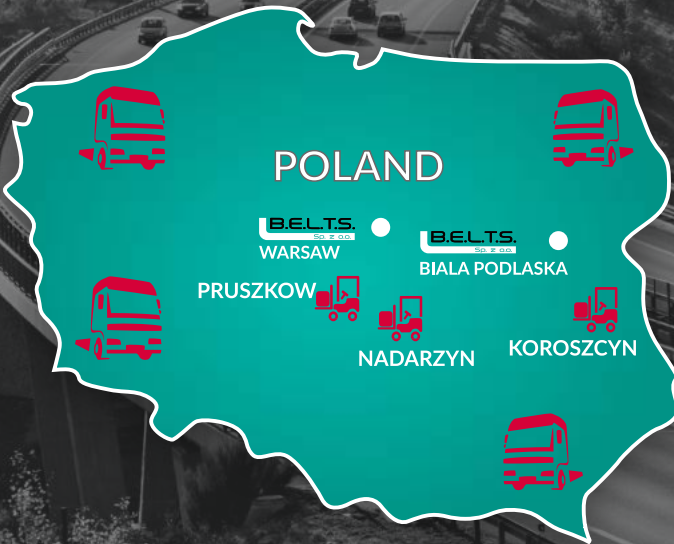 POLAND
B.E.L.T.S.
Sp. z o.o.
WARSAW
B.E.L.T.S.
Sp. z o.o.
BIALA PODLASKA
PRUSZKOW
NADARZYN
KOROSZCYN